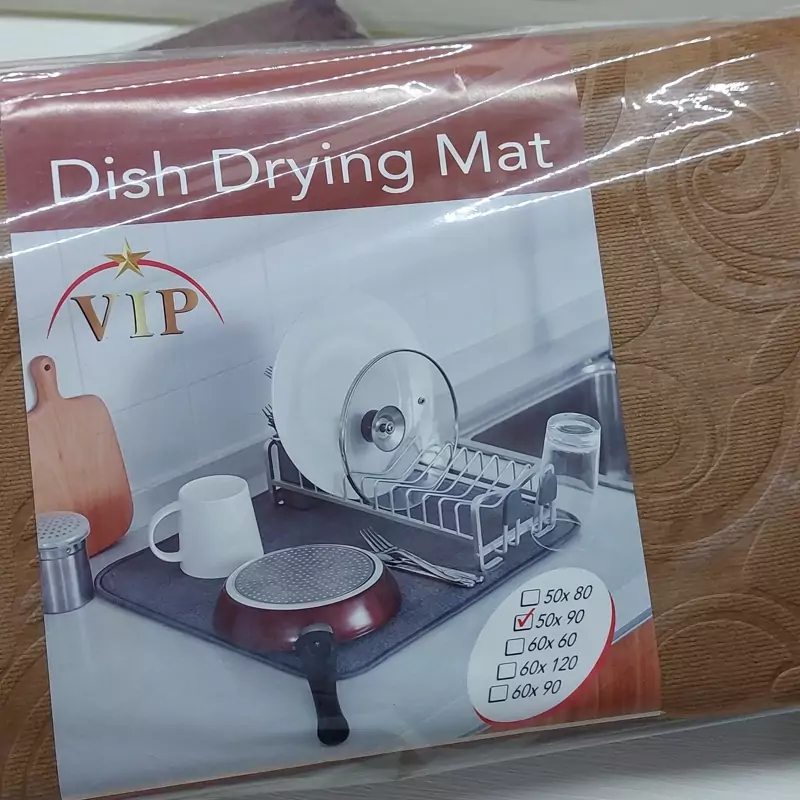 Dish Drying Mat
VIP
50x 80
50x 90
60x 60
60x 120
60x 90